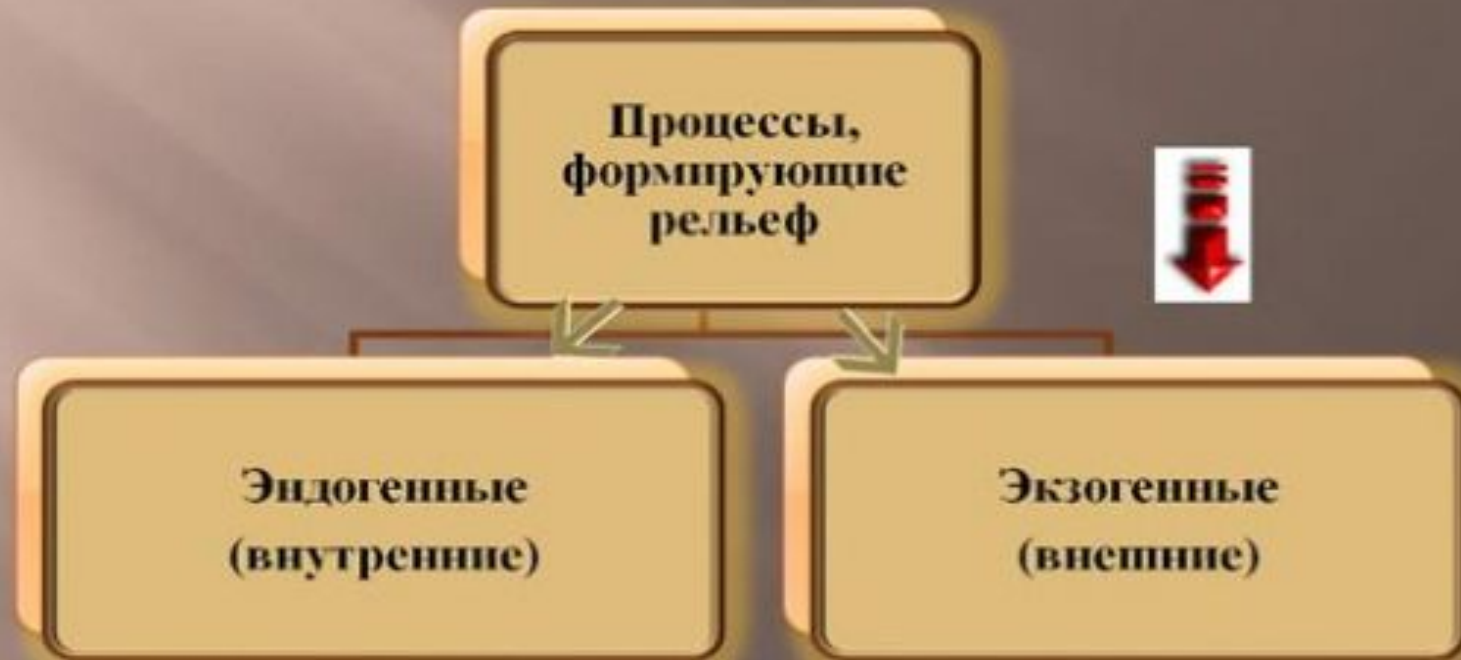 Процессы,
формирующие
рельеф
Эндогенные
(внутренние)
Экзогенные
(внешние)